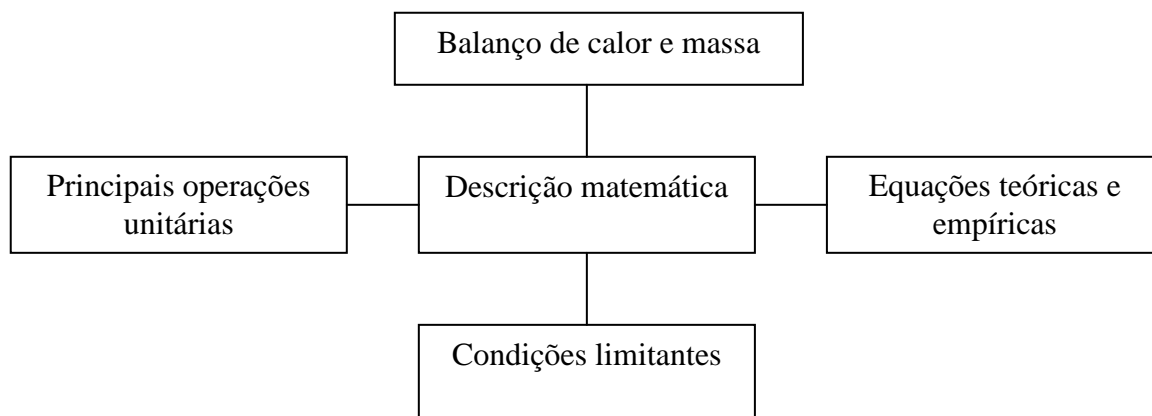 Balanço de calor e massa
Principais operações
unitárias
Descrição matemática
Equações teóricas e
empíricas
Condições limitantes